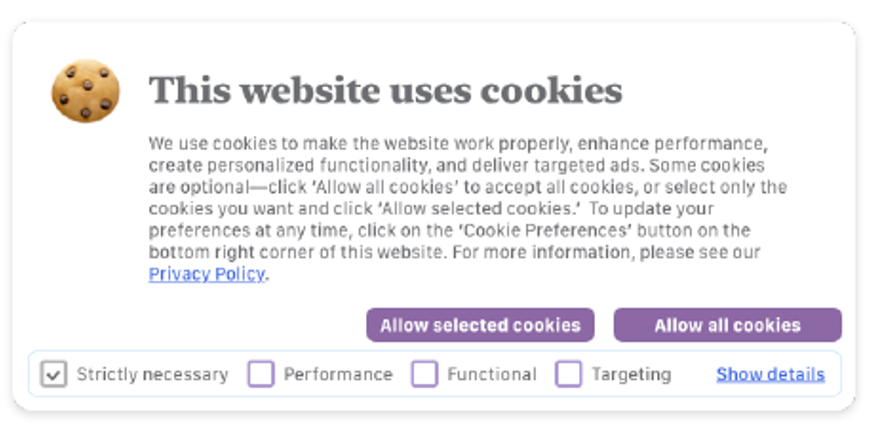 This website uses cookies
We use cookies to make the website work properly, enhance performance,
create personalized functionality, and deliver targeted ads. Some cookies
are optional—click 'Allow all cookies' to accept all cookies, or select only the
cookies you want and click 'Allow selected cookies.' To update your
preferences at any time, click on the 'Cookie Preferences' button on the
bottom right corner of this website. For more information, please see our
Privacy Policy.
Allow selected cookies Allow all cookies
Strictly necessary Performance Functional Targeting Show details